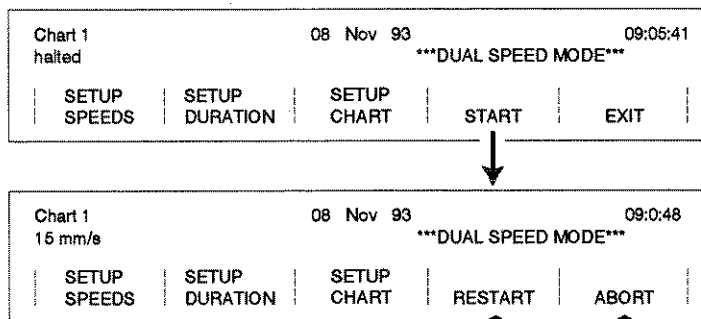 Chart 1 08 Nov 93 09:05:41
halted ***DUAL SPEED MODE***
SETUP SPEEDS SETUP DURATION SETUP CHART START EXIT
Chart 1 08 Nov 93 09:0:48
15 mm/s ***DUAL SPEED MODE***
SETUP SPEEDS SETUP DURATION SETUP CHART RESTART ABORT